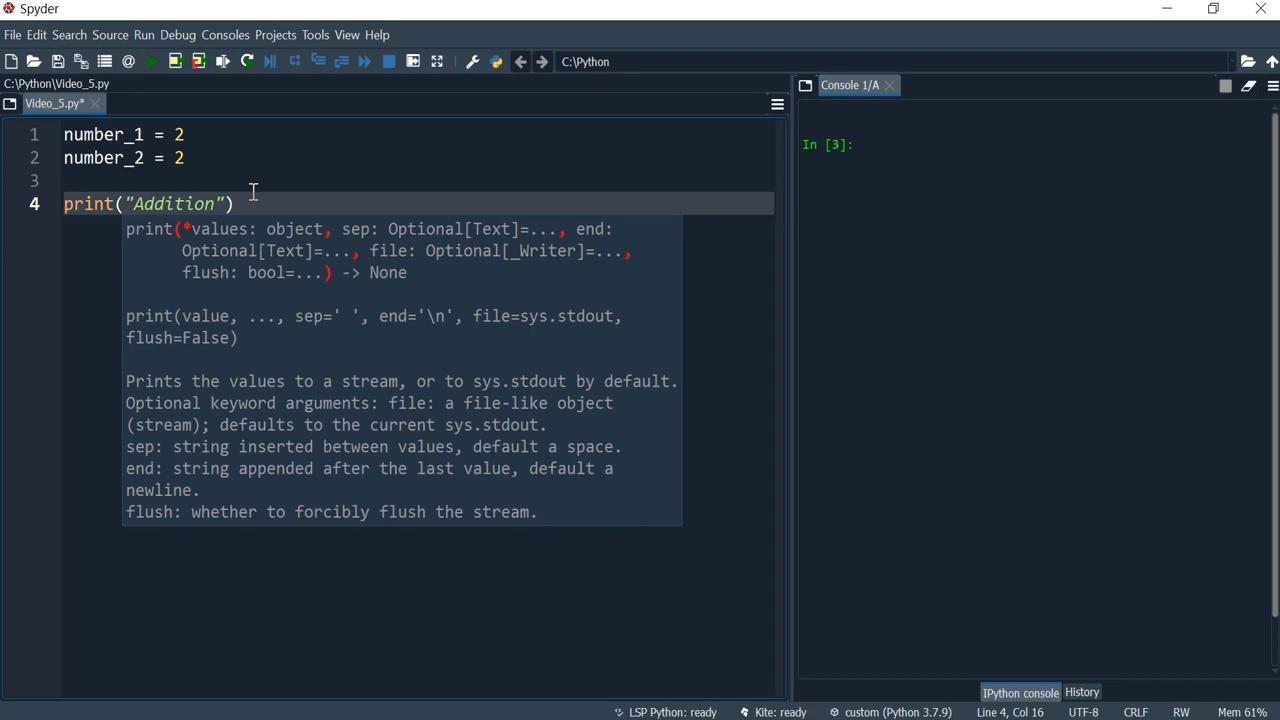 Spyder
File Edit Search Source Run Debug Consoles Projects Tools View Help
C:\Python
C:\Python\Video_5.py
Video_5.py*
Console 1/A
1 number_1 = 2
2 number_2 = 2
3
4 print("Addition")
print(*values: object, sep: Optional[Text]=..., end:
Optional[Text]=..., file: Optional[_Writer]=...,
flush: bool=...) -> None
print(value, ..., sep=' ', end='\n', file=sys.stdout,
flush=False)
Prints the values to a stream, or to sys.stdout by default.
Optional keyword arguments: file: a file-like object
(stream); defaults to the current sys.stdout.
sep: string inserted between values, default a space.
end: string appended after the last value, default a
newline.
flush: whether to forcibly flush the stream.
In [3]:
IPython console History
LSP Python: ready Kite: ready custom (Python 3.7.9) Line 4, Col 16 UTF-8 CRLF RW Mem 61%